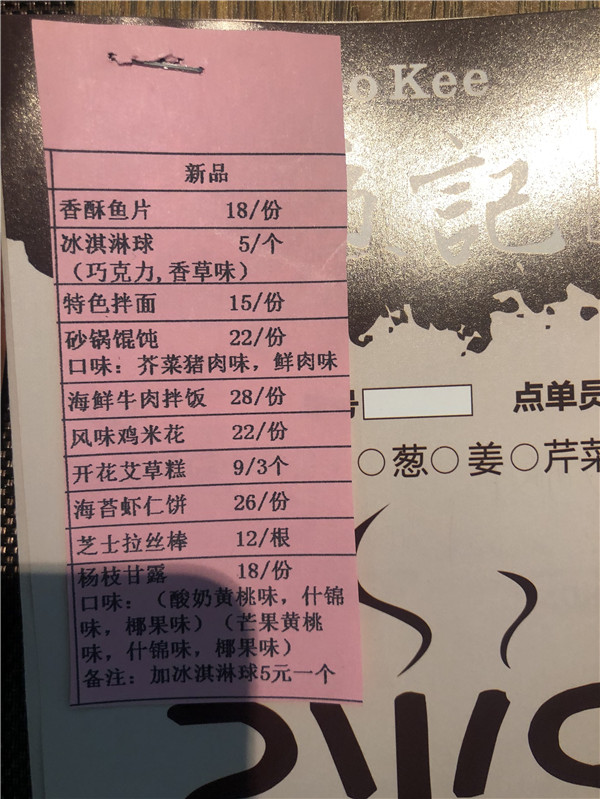 Kee
記
新品
香酥鱼片 18/份
冰淇淋球 5/个
（巧克力,香草味）
特色拌面 15/份
砂锅馄饨 22/份
口味：荠菜猪肉味，鲜肉味
海鲜牛肉拌饭 28/份
风味鸡米花 22/份
开花艾草糕 9/3个
海苔虾仁饼 26/份
芝士拉丝棒 12/根
杨枝甘露 18/份
口味：（酸奶黄桃味，什锦
味，椰果味）（芒果黄桃
味，什锦味，椰果味）
备注：加冰淇淋球5元一个
点单员
○葱○姜○芹菜